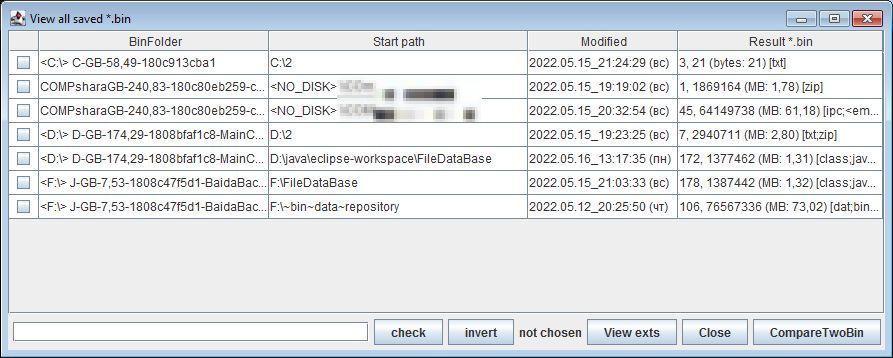 View all saved *.bin
BinFolder Start path Modified Result *.bin
<C:\> C-GB-58,49-180c913cba1 C:\2 2022.05.15_21:24:29 (вс) 3, 21 (bytes: 21) [txt]
COMPsharaGB-240,83-180c80eb259-c... <NO_DISK> 2022.05.15_19:19:02 (вс) 1, 1869164 (MB: 1,78) [zip]
COMPsharaGB-240,83-180c80eb259-c... <NO_DISK> 2022.05.15_20:32:54 (вс) 45, 64149738 (MB: 61,18) [ipc;<em...
<D:\> D-GB-174,29-1808bfaf1c8-MainC... D:\2 2022.05.15_19:23:25 (вс) 7, 2940711 (MB: 2,80) [txt;zip]
<D:\> D-GB-174,29-1808bfaf1c8-MainC... D:\java\eclipse-workspace\FileDataBase 2022.05.16_13:17:35 (пн) 172, 1377462 (MB: 1,31) [class;jav...
<F:\> J-GB-7,53-1808c47f5d1-BaidaBac... F:\FileDataBase 2022.05.15_21:03:33 (вс) 178, 1387442 (MB: 1,32) [class;jav...
<F:\> J-GB-7,53-1808c47f5d1-BaidaBac... F:\~bin~data~repository 2022.05.12_20:25:50 (чт) 106, 76567336 (MB: 73,02) [dat;bin...
check invert not chosen View exts Close CompareTwoBin